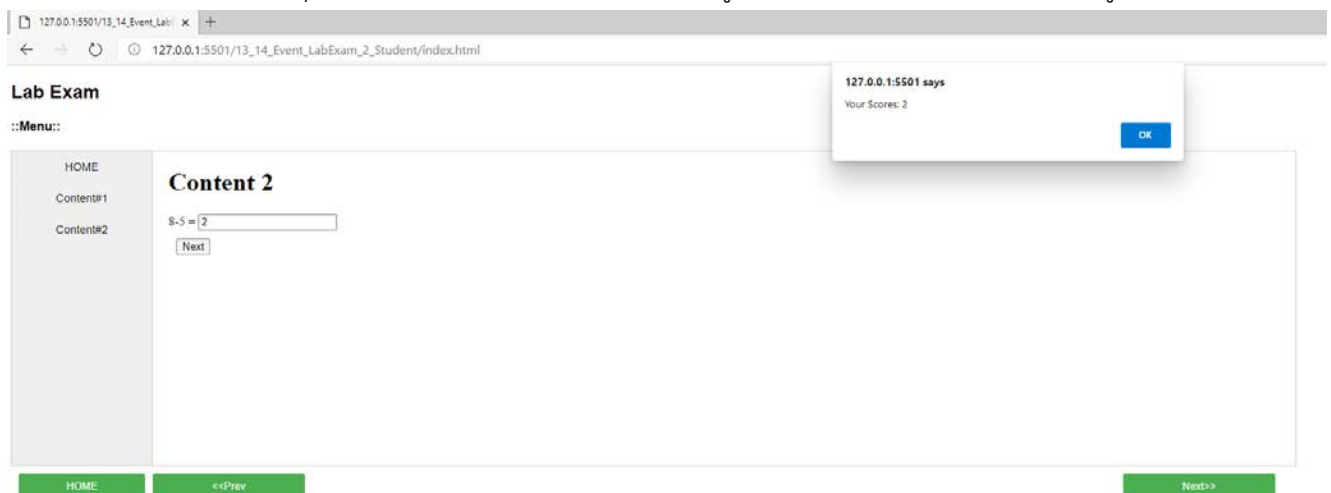 127.0.0.1:5501/13_14_Event_Lab
127.0.0.1:5501/13_14_Event_LabExam_2_Student/index.html
127.0.0.1:5501 says
Your Scores: 2
OK
Lab Exam
::Menu::
HOME
Content#1
Content#2
Content 2
8-5 = 2
Next
HOME
<<Prev
Next>>